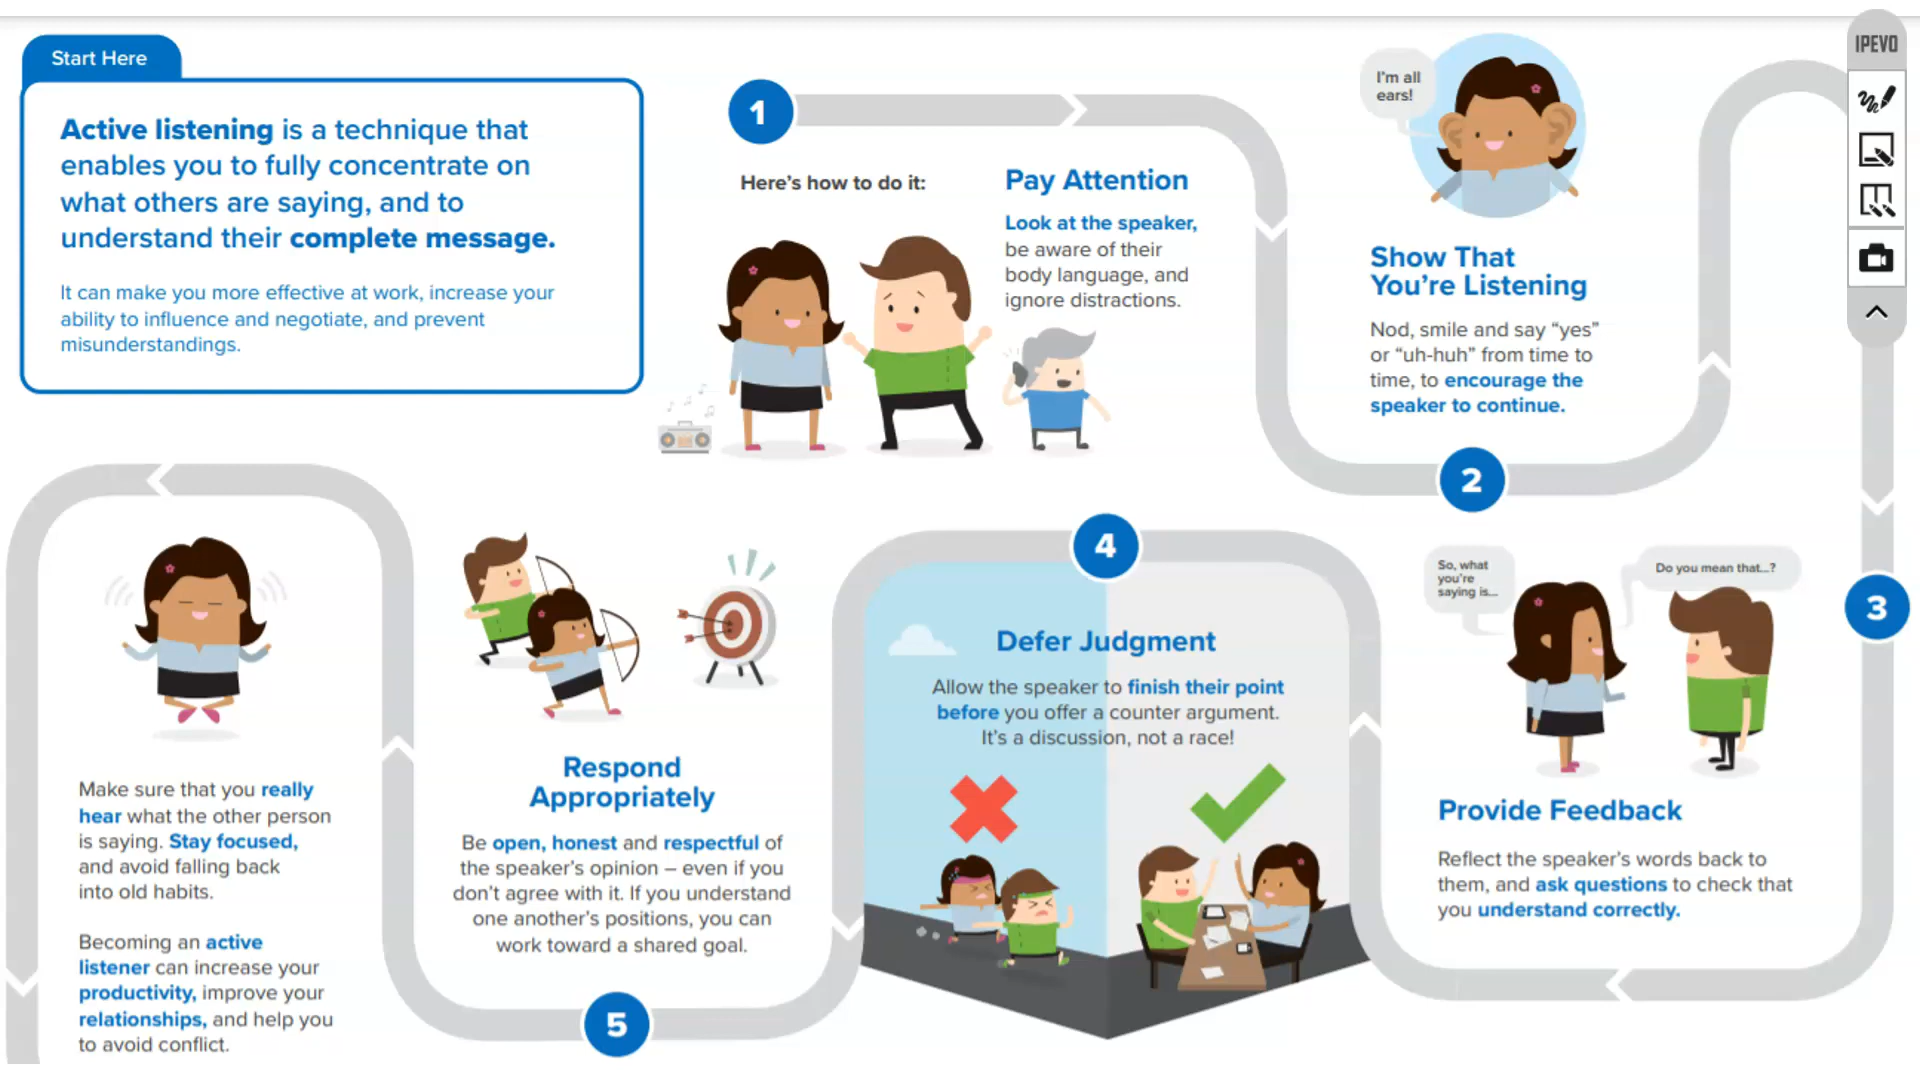 Start Here
Active listening is a technique that
enables you to fully concentrate on
what others are saying, and to
understand their complete message.
It can make you more effective at work, increase your
ability to influence and negotiate, and prevent
misunderstandings.
1
Here's how to do it:
Pay Attention
Look at the speaker,
be aware of their
body language, and
ignore distractions.
I'm all
ears!
Show That
You're Listening
Nod, smile and say "yes"
or "uh-huh" from time to
time, to encourage the
speaker to continue.
2
IPEVO
3
So, what
you're
saying is...
Do you mean that...?
Provide Feedback
Reflect the speaker's words back to
them, and ask questions to check that
you understand correctly.
4
Defer Judgment
Allow the speaker to finish their point
before you offer a counter argument.
It's a discussion, not a race!
Respond
Appropriately
Be open, honest and respectful of
the speaker's opinion – even if you
don't agree with it. If you understand
one another's positions, you can
work toward a shared goal.
5
Make sure that you really
hear what the other person
is saying. Stay focused,
and avoid falling back
into old habits.
Becoming an active
listener can increase your
productivity, improve your
relationships, and help you
to avoid conflict.